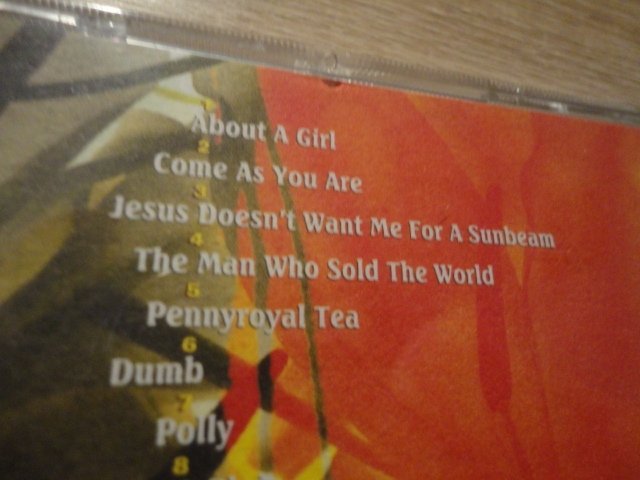 1
About A Girl
2
Come As You Are
3
Jesus Doesn't Want Me For A Sunbeam
4
The Man Who Sold The World
5
Pennyroyal Tea
6
Dumb
7
Polly
8